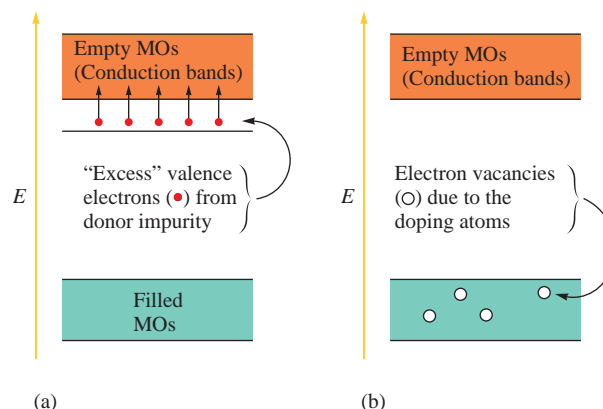 Empty MOs
(Conduction bands)
E
“Excess” valence
electrons (•) from
donor impurity
Filled
MOs
(a)
Empty MOs
(Conduction bands)
E
Electron vacancies
(○) due to the
doping atoms
(b)